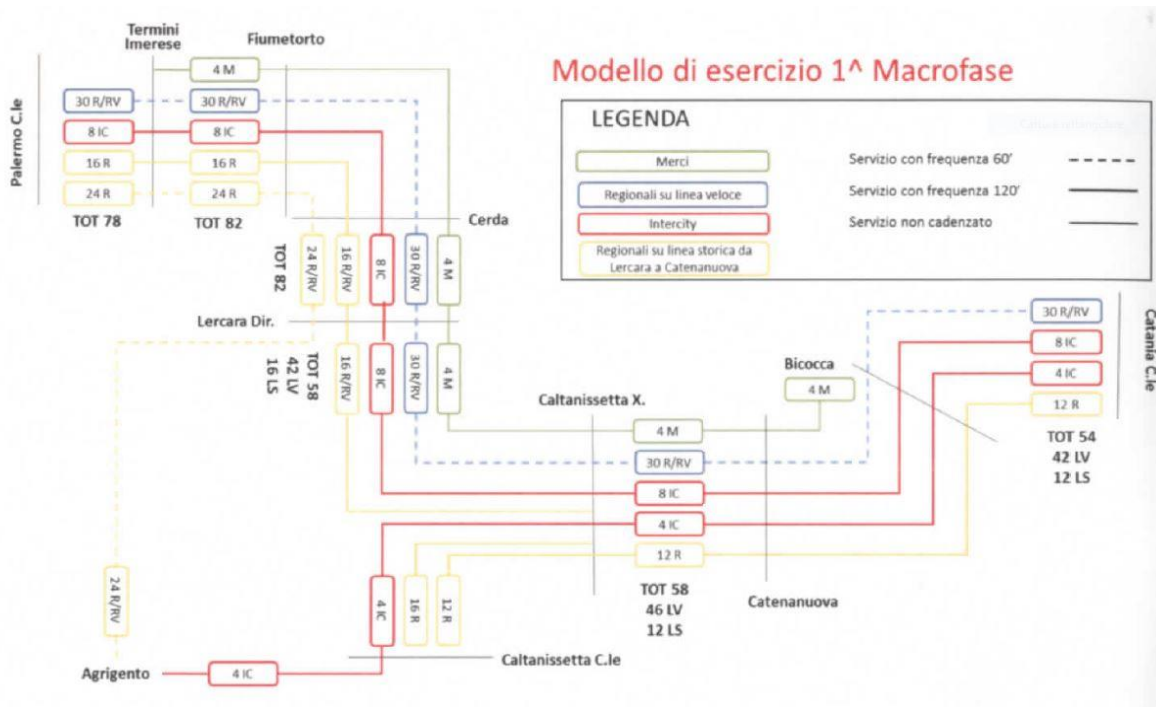 Modello di esercizio 1^ Macrofase
LEGENDA
Merci
Regionali su linea veloce
Intercity
Regionali su linea storica da
Lercara a Catenanuova
Servizio con frequenza 60'
Servizio con frequenza 120'
Servizio non cadenzato
Termini
Imerese
Fiumetorto
Palermo C.le
4 M
30 R/RV
30 R/RV
8 IC
8 IC
16 R
16 R
24 R
24 R
TOT 78
TOT 82
Cerda
TOT 82
24 R/RV
16 R/RV
8 IC
30 R/RV
4 M
Lercara Dir.
TOT 58
42 LV
16 LS
16 R/RV
8 IC
30 R/RV
4 M
Caltanissetta X.
4 M
30 R/RV
8 IC
4 IC
12 R
TOT 58
46 LV
12 LS
Bicocca
4 M
Catenanuova
30 R/RV
8 IC
4 IC
12 R
Catania C.le
TOT 54
42 LV
12 LS
24 R/RV
4 IC
16 R
12 R
Caltanissetta C.le
Agrigento
4 IC